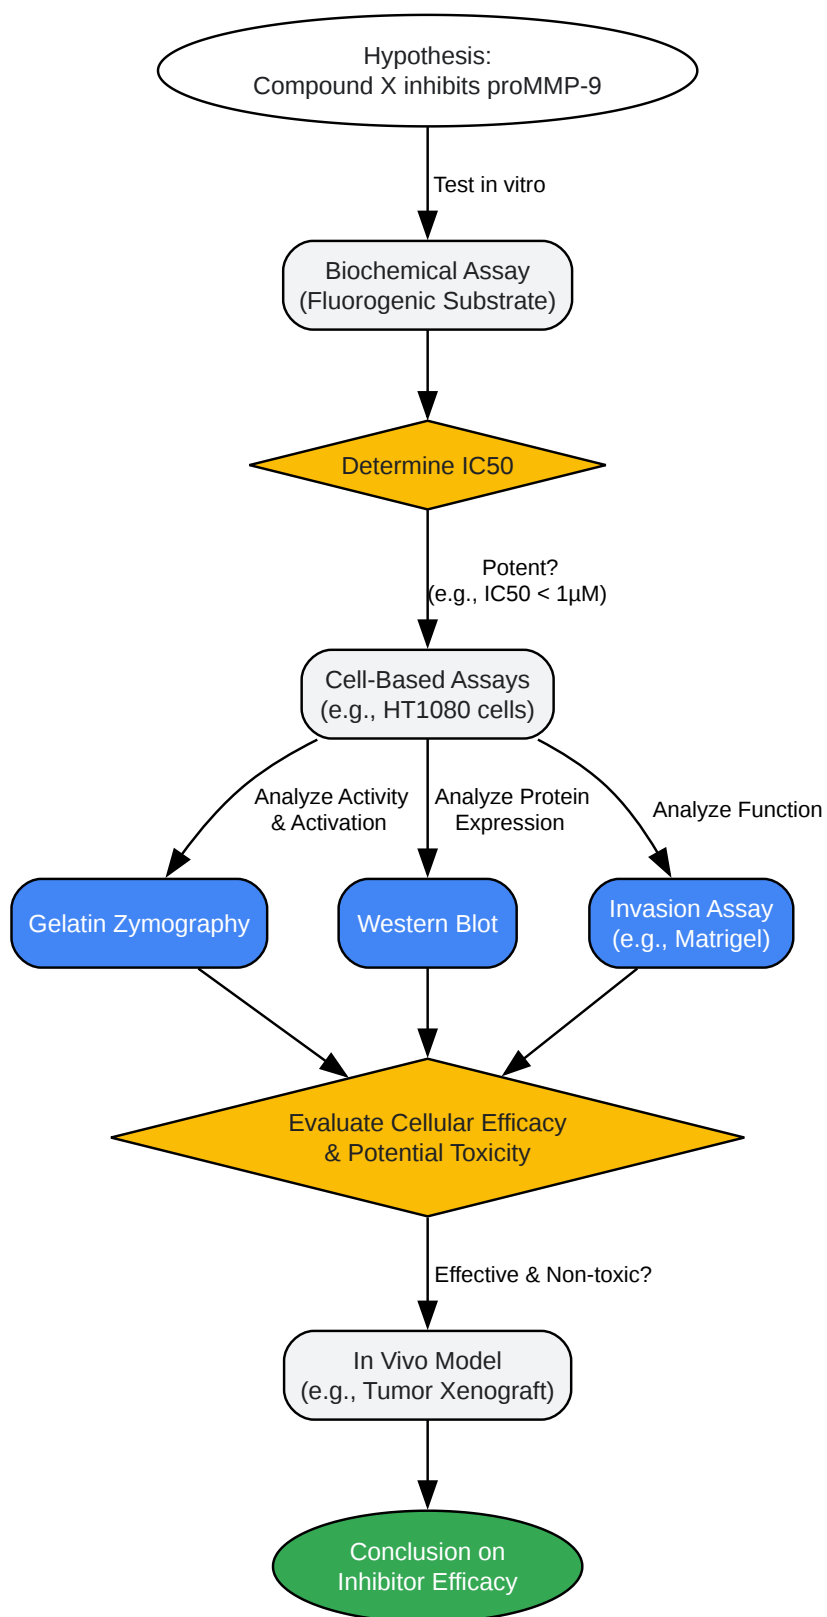 Hypothesis:
Compound X inhibits proMMP-9
Test in vitro
Biochemical Assay
(Fluorogenic Substrate)
Determine IC50
Potent?
(e.g., IC50 < 1µM)
Cell-Based Assays
(e.g., HT1080 cells)
Analyze Activity
& Activation
Analyze Protein
Expression
Analyze Function
Gelatin Zymography
Western Blot
Invasion Assay
(e.g., Matrigel)
Evaluate Cellular Efficacy
& Potential Toxicity
Effective & Non-toxic?
In Vivo Model
(e.g., Tumor Xenograft)
Conclusion on
Inhibitor Efficacy